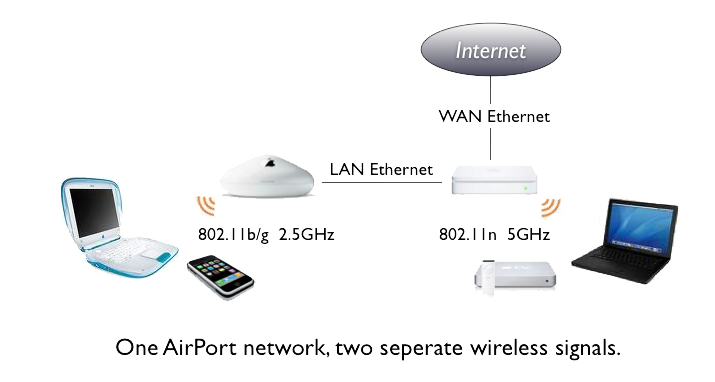 Internet
WAN Ethernet
LAN Ethernet
802.11b/g 2.5GHz
802.11n 5GHz
One AirPort network, two seperate wireless signals.